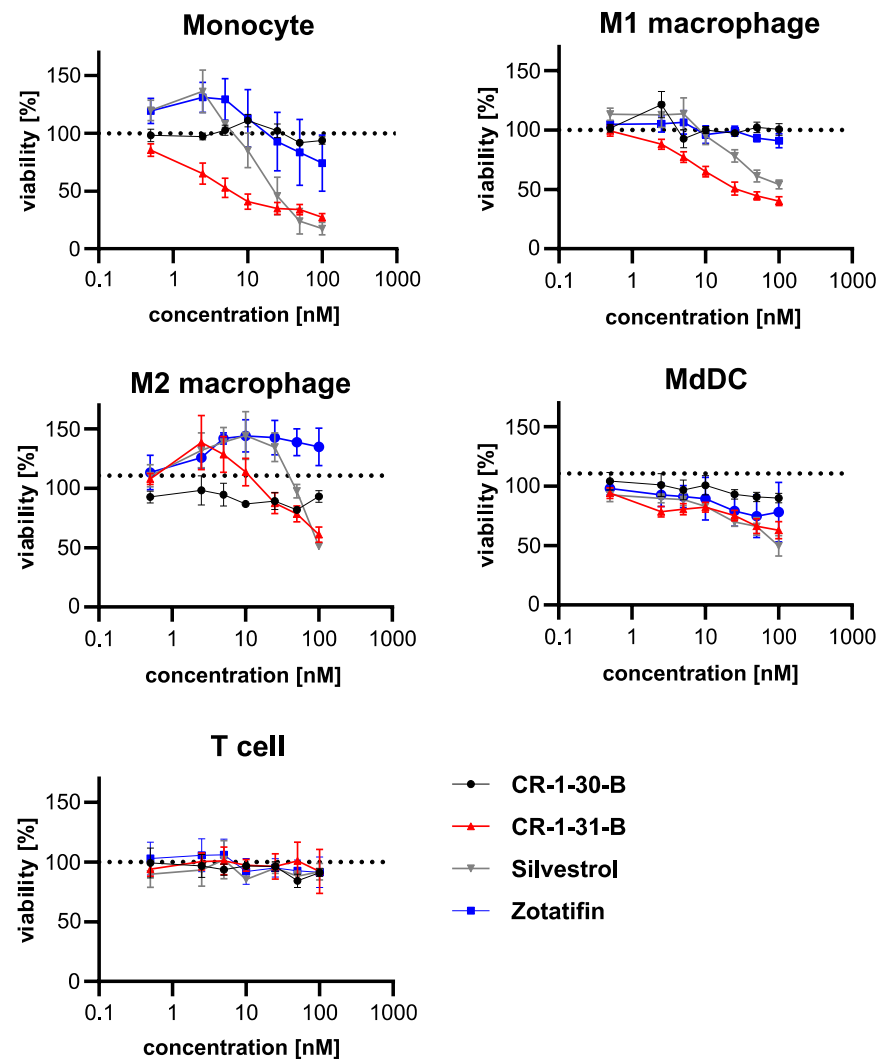 Monocyte
viability [%]
150
100
50
0
0.1 1 10 100 1000
concentration [nM]
M1 macrophage
viability [%]
150
100
50
0
0.1 1 10 100 1000
concentration [nM]
M2 macrophage
viability [%]
150
100
50
0
0.1 1 10 100 1000
concentration [nM]
MdDC
viability [%]
150
100
50
0
0.1 1 10 100 1000
concentration [nM]
T cell
viability [%]
150
100
50
0
0.1 1 10 100 1000
concentration [nM]
CR-1-30-B
CR-1-31-B
Silvestrol
Zotatifin